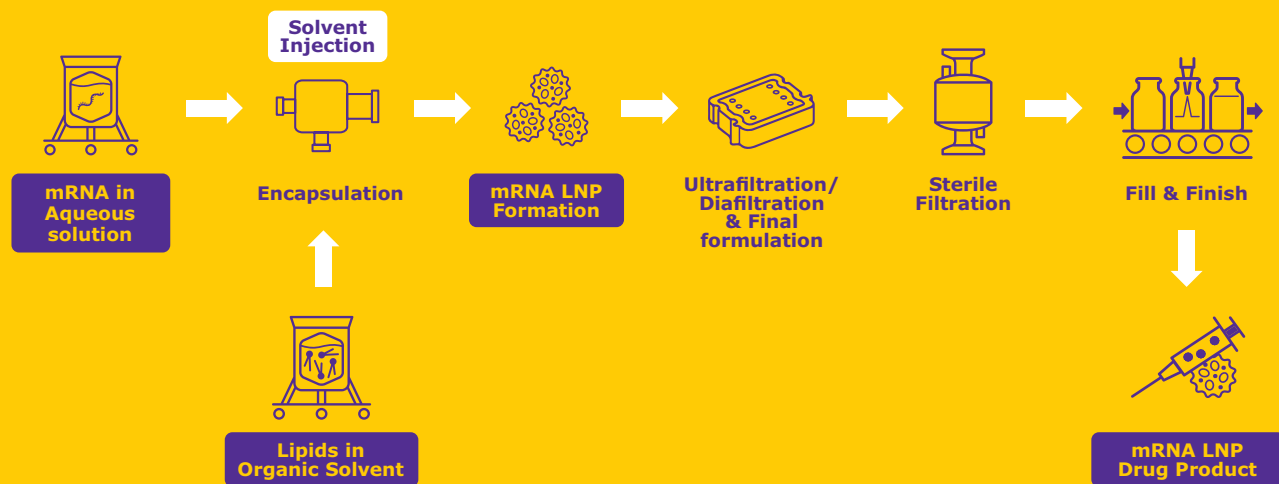 Solvent
Injection
mRNA in
Aqueous
solution
Encapsulation
mRNA LNP
Formation
Ultrafiltration/
Diafiltration
& Final
formulation
Sterile
Filtration
Fill & Finish
Lipids in
Organic Solvent
mRNA LNP
Drug Product